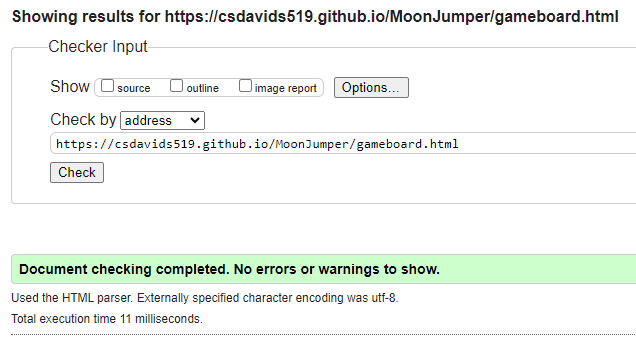 Showing results for https://csdavids519.github.io/MoonJumper/gameboard.html
Checker Input
Show source outline image report Options...
Check by address
https://csdavids519.github.io/MoonJumper/gameboard.html
Check
Document checking completed. No errors or warnings to show.
Used the HTML parser. Externally specified character encoding was utf-8.
Total execution time 11 milliseconds.